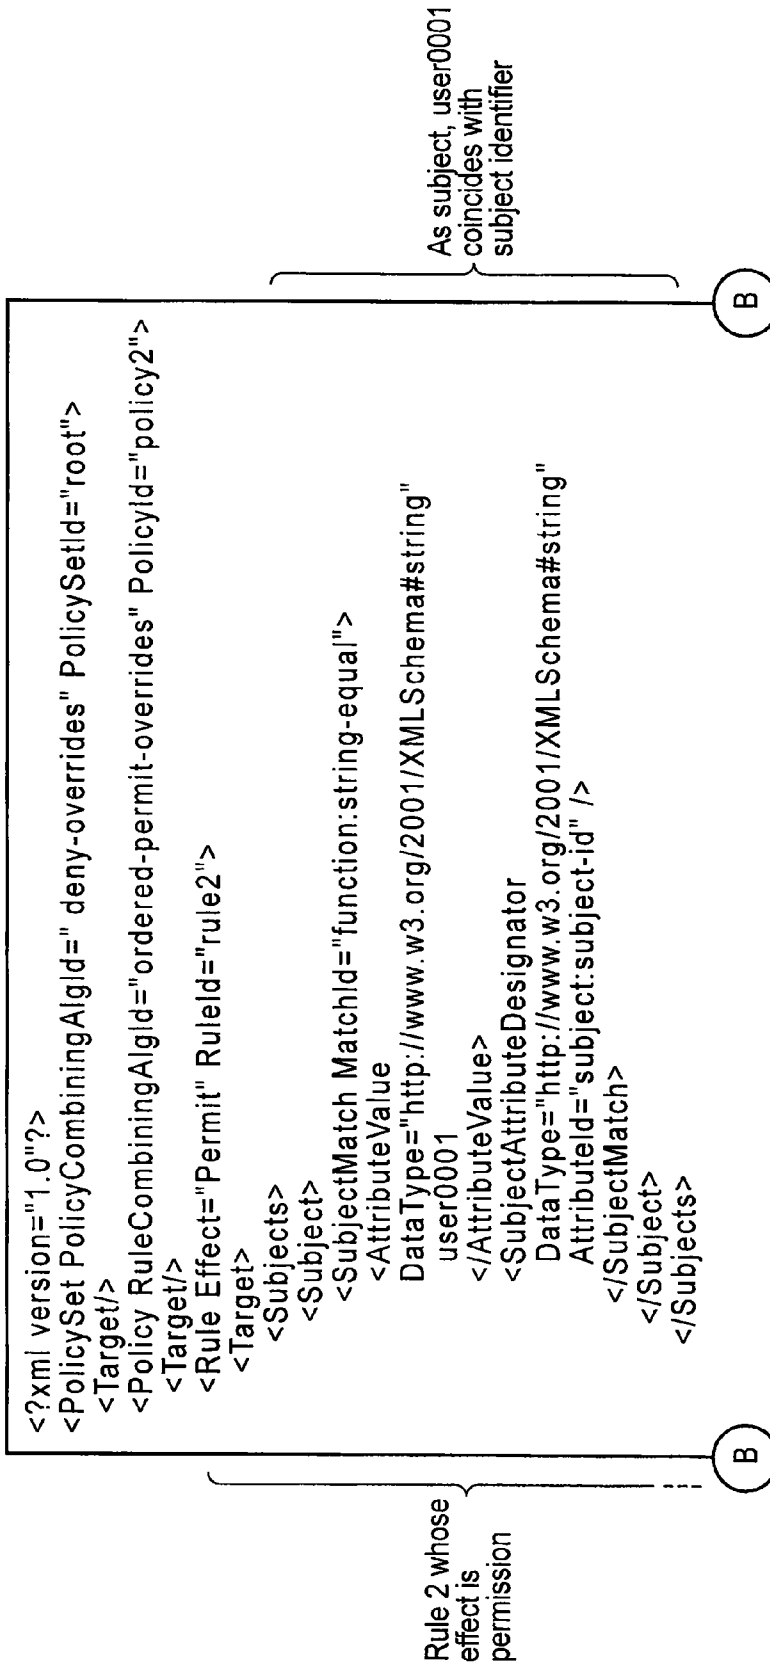 <?xml version="1.0"?>
<PolicySet PolicyCombiningAlgId=" deny-overrides" PolicySetId="root">
<Target/>
<Policy RuleCombiningAlgId="ordered-permit-overrides" PolicyId="policy2">
<Target/>
<Rule Effect="Permit" RuleId="rule2">
<Target>
<Subjects>
<Subject>
<SubjectMatch MatchId="function:string-equal">
<AttributeValue
DataType="http://www.w3.org/2001/XMLSchema#string"
user0001
</AttributeValue>
<SubjectAttributeDesignator
DataType="http://www.w3.org/2001/XMLSchema#string"
AttributeId="subject:subject-id" />
</SubjectMatch>
</Subject>
</Subjects>
Rule 2 whose
effect is
permission
As subject, user0001
coincides with
subject identifier
B
B